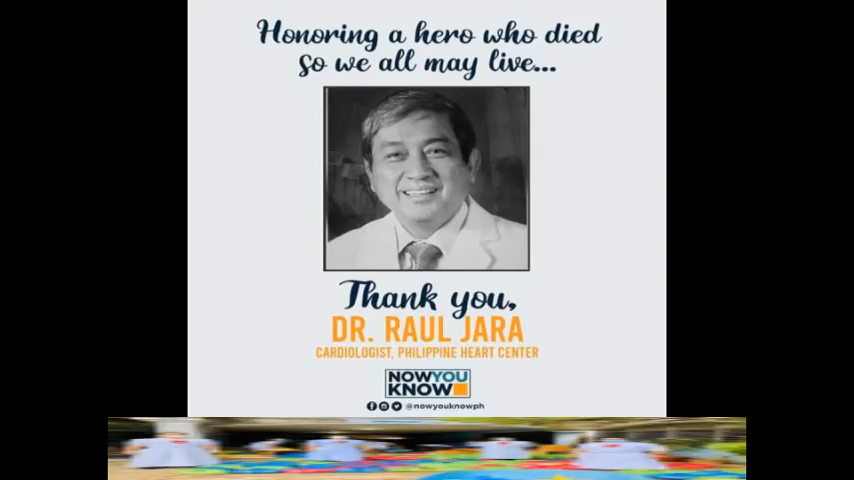 Honoring a hero who died
so we all may live...
Thank you,
DR. RAUL JARA
CARDIOLOGIST, PHILIPPINE HEART CENTER
NOWYOU
KNOW
@nowyouknowph